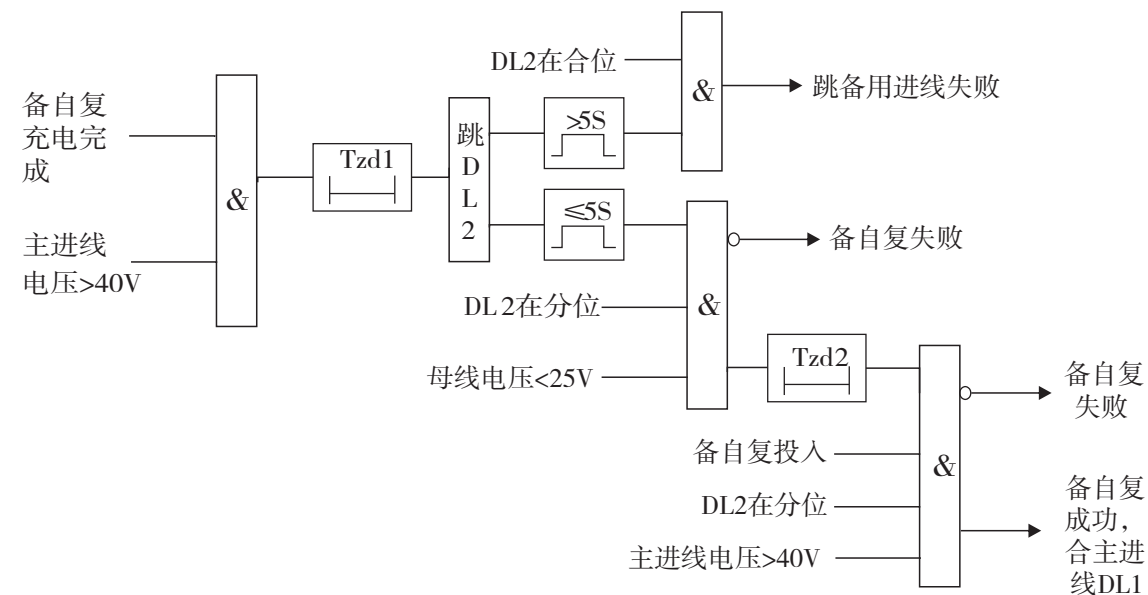 DL2在合位
&
跳备用进线失败
备自复
充电完
成
>5S
跳
D
L
2
Tzd1
&
≤5S
主进线
电压>40V
备自复失败
DL2在分位
&
母线电压<25V
Tzd2
备自复
失败
备自复投入
&
DL2在分位
主进线电压>40V
备自复
成功，
合主进
线DL1